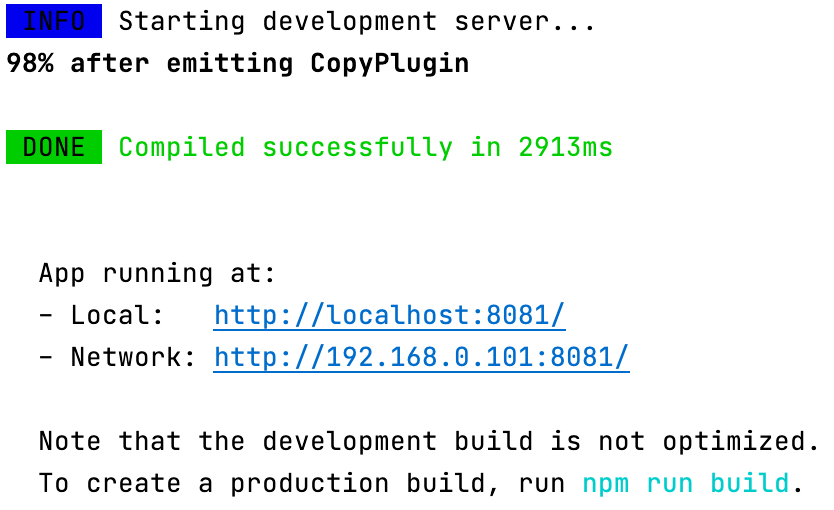 INFO Starting development server...
98% after emitting CopyPlugin
DONE Compiled successfully in 2913ms
App running at:
- Local: http://localhost:8081/
- Network: http://192.168.0.101:8081/
Note that the development build is not optimized.
To create a production build, run npm run build.